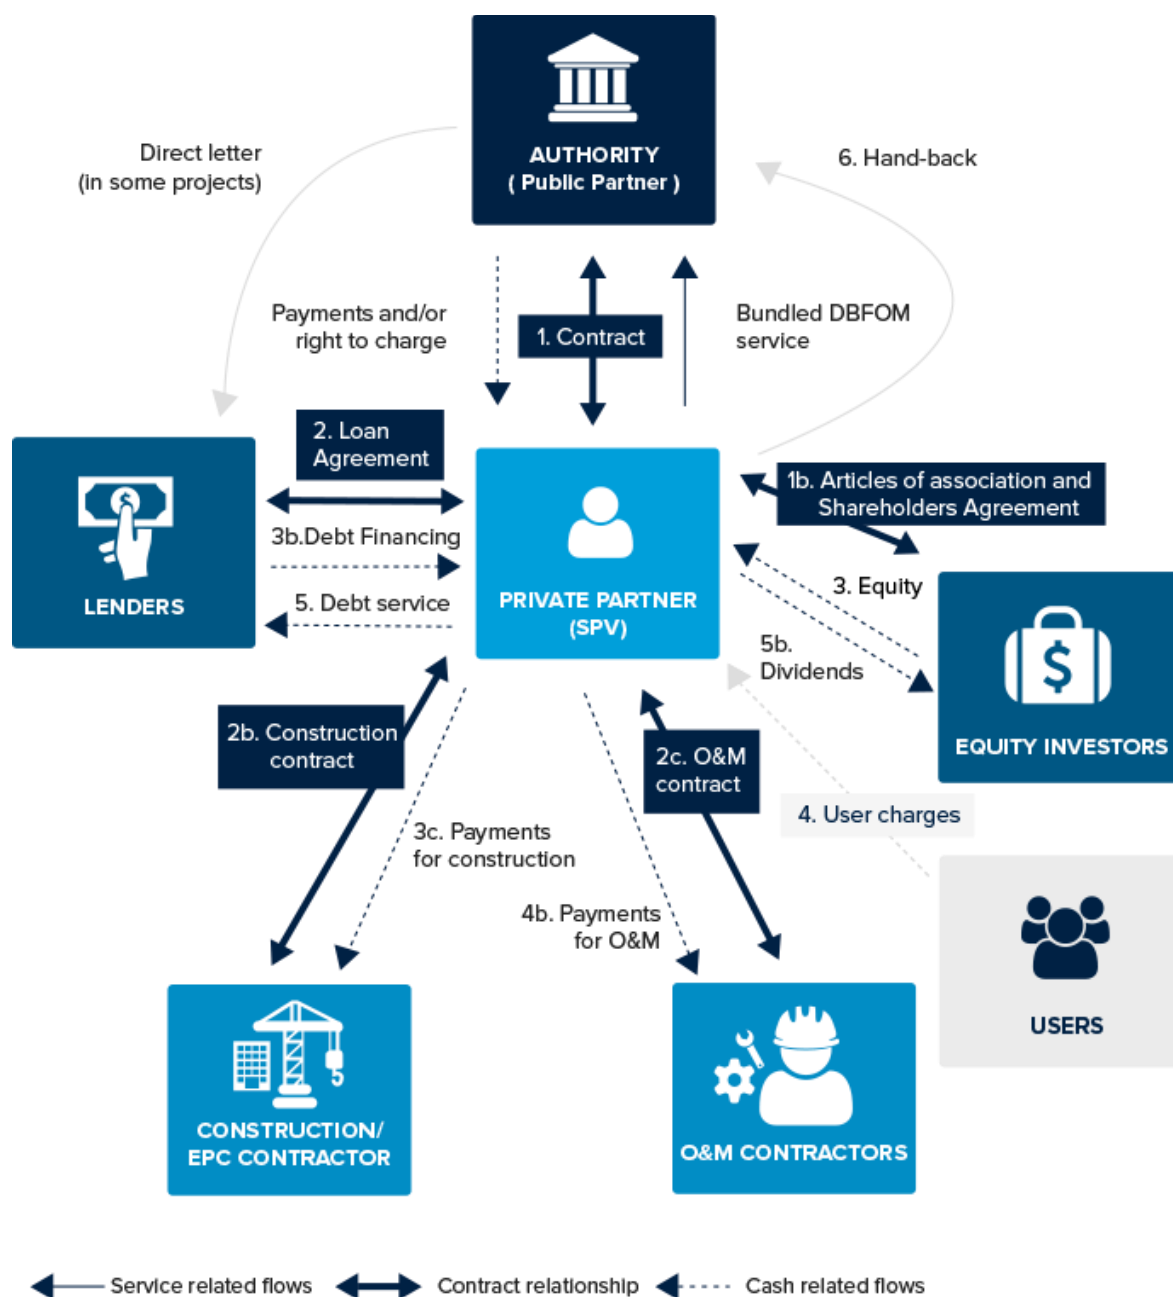 AUTHORITY
( Public Partner )
Direct letter
(in some projects)
6. Hand-back
Payments and/or
right to charge
1. Contract
Bundled DBFOM
service
2. Loan
Agreement
1b. Articles of association and
Shareholders Agreement
3b.Debt Financing
LENDERS
5. Debt service
PRIVATE PARTNER
(SPV)
3. Equity
5b.
Dividends
EQUITY INVESTORS
2b. Construction
contract
2c. O&M
contract
4. User charges
3c. Payments
for construction
4b. Payments
for O&M
USERS
CONSTRUCTION/
EPC CONTRACTOR
O&M CONTRACTORS
Service related flows
Contract relationship
Cash related flows